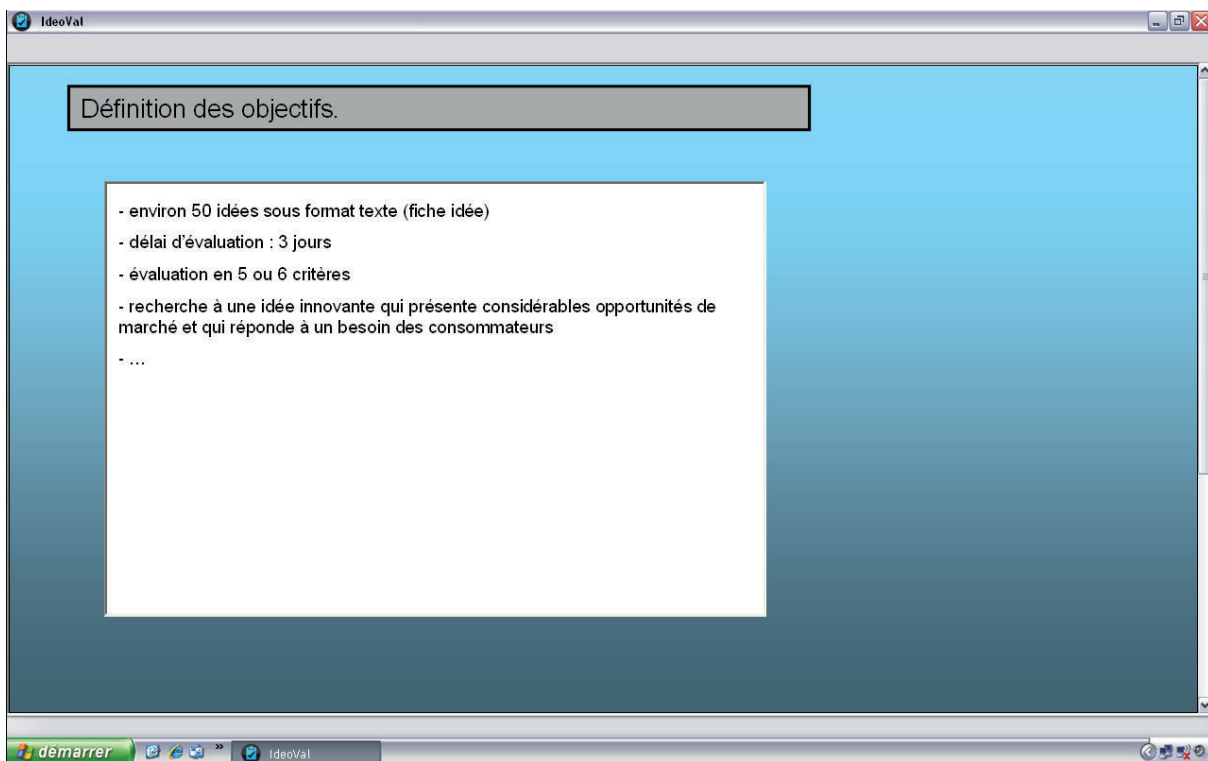 IdeoVal
Définition des objectifs.
- environ 50 idées sous format texte (fiche idée)
- délai d'évaluation : 3 jours
- évaluation en 5 ou 6 critères
- recherche à une idée innovante qui présente considérables opportunités de
marché et qui réponde à un besoin des consommateurs
- ...
démarrer
»
IdeoVal